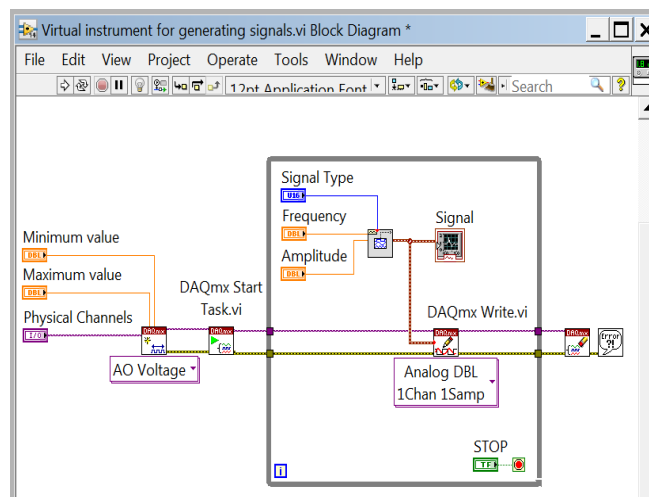 Virtual instrument for generating signals.vi Block Diagram *
File Edit View Project Operate Tools Window Help
12pt Application Font Search
Signal Type
U16
Frequency
DBL
Signal
Amplitude
DBL
Minimum value
DBL
Maximum value
DBL
DAQmx Start
Task.vi
Physical Channels
I/O
DAQmx Write.vi
DAQmx
DAQmx
DAQmx
DAQmx
Error
?!
AO Voltage
Analog DBL
1Chan 1Samp
STOP
TF
i